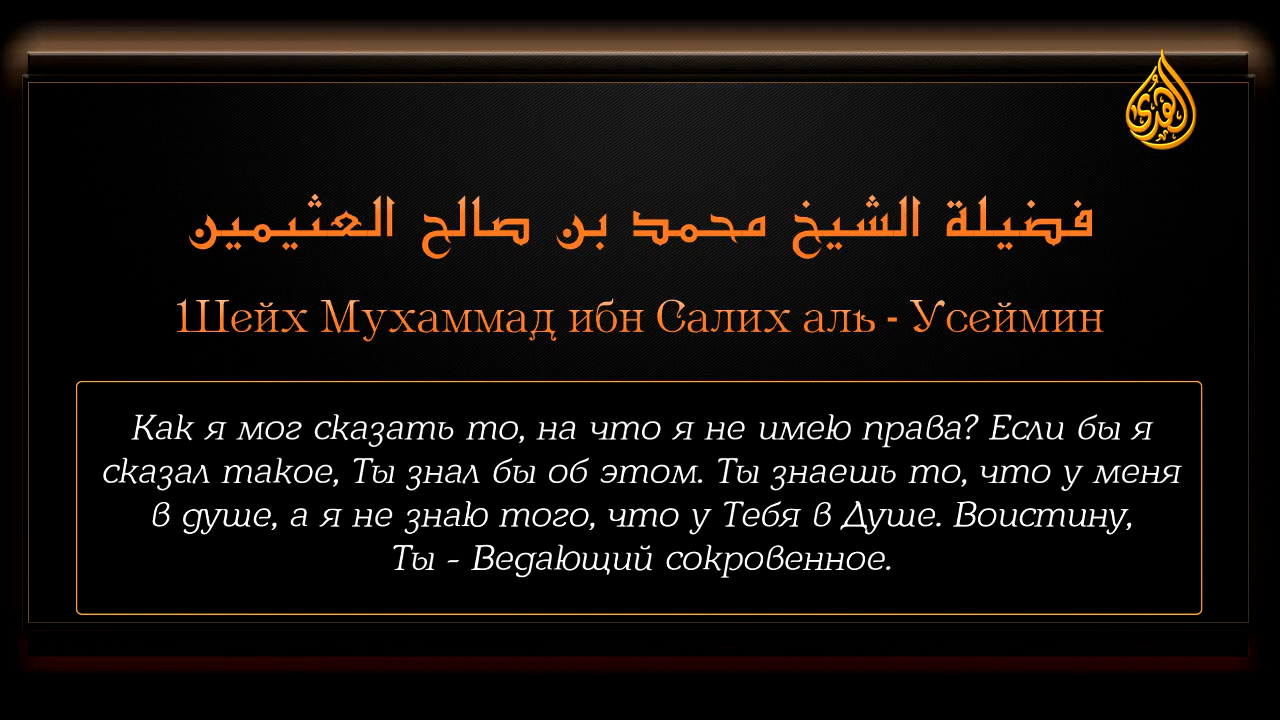 الهدى
فضيلة الشيخ محمد بن صالح العثيمين
Шейх Мухаммад ибн Салих аль - Усеймин
Как я мог сказать то, на что я не имею права? Если бы я
сказал такое, Ты знал бы об этом. Ты знаешь то, что у меня
в душе, а я не знаю того, что у Тебя в Душе. Воистину,
Ты - Ведающий сокровенное.